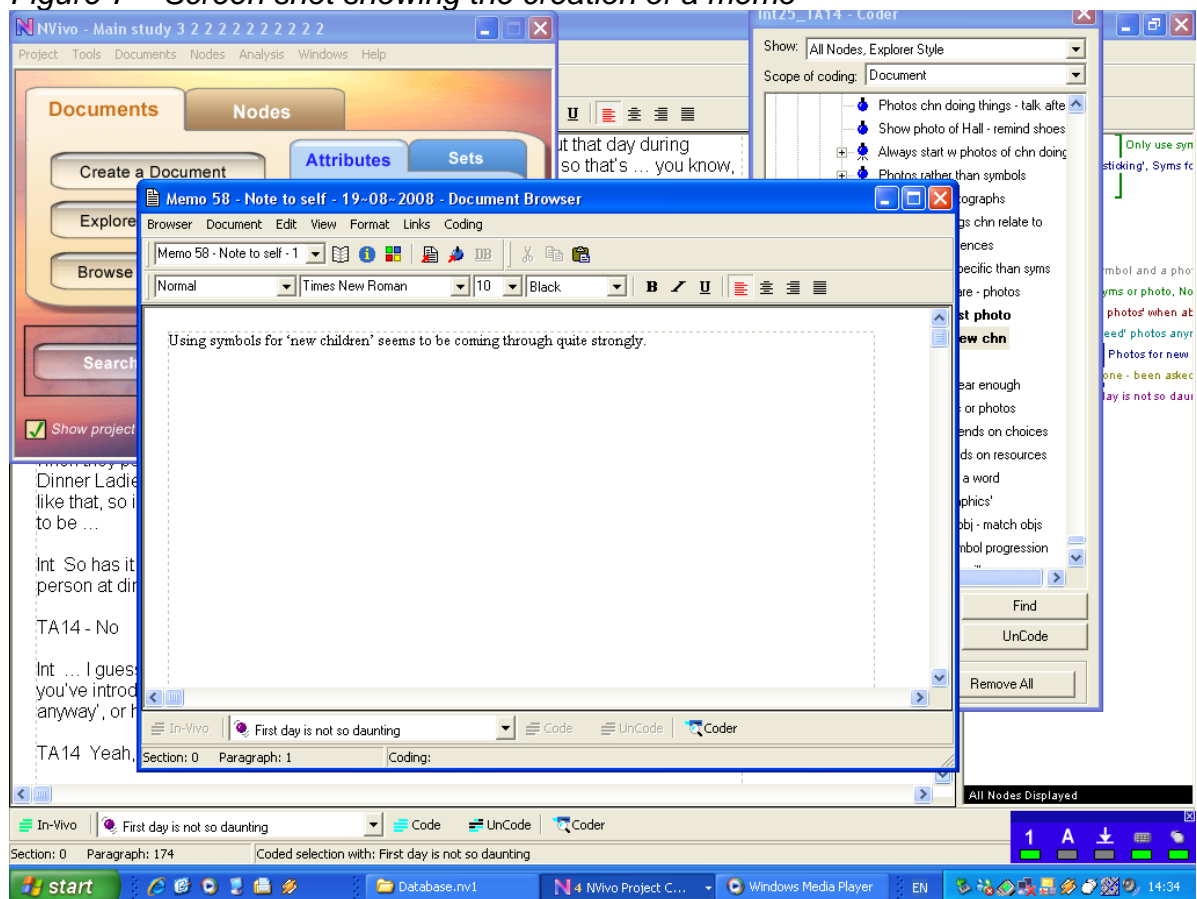 Figure 7 – Screen shot showing the creation of a memo
NVivo - Main study 3 2 2 2 2 2 2 2 2 2 2
Project Tools Documents Nodes Analysis Windows Help
Documents
Nodes
Attributes
Sets
Create a Document
Explore
Browse
Search
Show project
Int25_TA14 - Coder
Show: All Nodes, Explorer Style
Scope of coding: Document
Photos chn doing things - talk afte
Show photo of Hall - remind shoes
Always start w photos of chn doing
Photos rather than symbols
ographs
gs chn relate to
ences
pecific than syms
are - photos
st photo
ew chn
ear enough
s or photos
ends on choices
ds on resources
a word
aphics'
obj - match objs
mbol progression
Find
UnCode
Remove All
U
ut that day during
so that's … you know,
Only use syn
sticking', Syms fo
mbol and a pho
yms or photo, No
photos' when ab
eed' photos anyr
Photos for new
one - been asked
day is not so daun
All Nodes Displayed
Memo 58 - Note to self - 19~08~2008 - Document Browser
Browser Document Edit View Format Links Coding
Memo 58 - Note to self - 1
DB
Normal
Times New Roman
10
Black
B / U
Using symbols for ‘new children’ seems to be coming through quite strongly.
In-Vivo
First day is not so daunting
Code
UnCode
Coder
Section: 0 Paragraph: 1
Coding:
Dinner Ladie
like that, so i
to be …
Int So has it
person at din
TA14 - No
Int … I gues
you've introd
anyway', or h
TA14 Yeah,
In-Vivo
First day is not so daunting
Code
UnCode
Coder
Section: 0 Paragraph: 174
Coded selection with: First day is not so daunting
1 A
start
Database.nv1
4 NVivo Project C...
Windows Media Player
EN
14:34